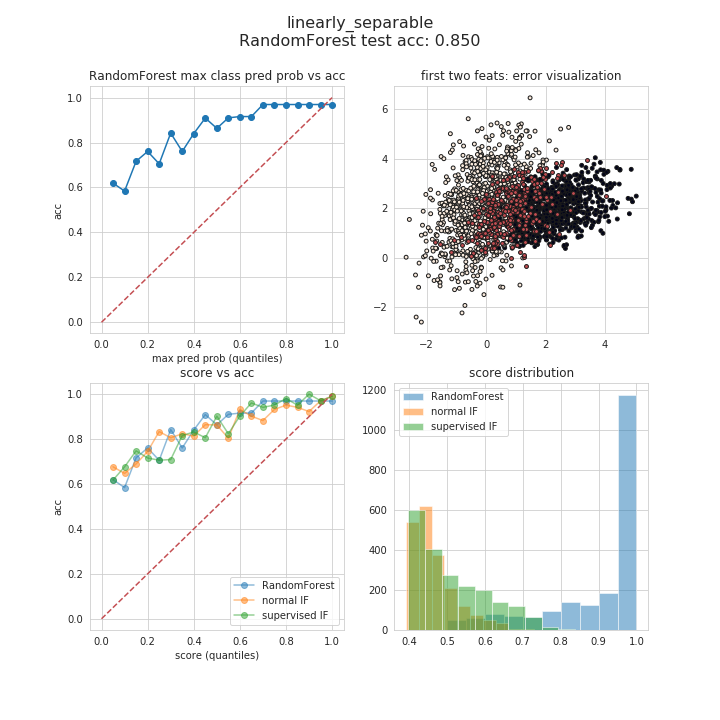 linearly_separable
RandomForest test acc: 0.850
RandomForest max class pred prob vs acc
1.0
0.8
0.6
0.4
0.2
0.0
acc
0.0 0.2 0.4 0.6 0.8 1.0
max pred prob (quantiles)
first two feats: error visualization
6
4
2
0
−2
−2 0 2 4
score vs acc
1.0
0.8
0.6
0.4
0.2
0.0
acc
RandomForest
normal IF
supervised IF
0.0 0.2 0.4 0.6 0.8 1.0
score (quantiles)
score distribution
1200
1000
800
600
400
200
0
RandomForest
normal IF
supervised IF
0.4 0.5 0.6 0.7 0.8 0.9 1.0